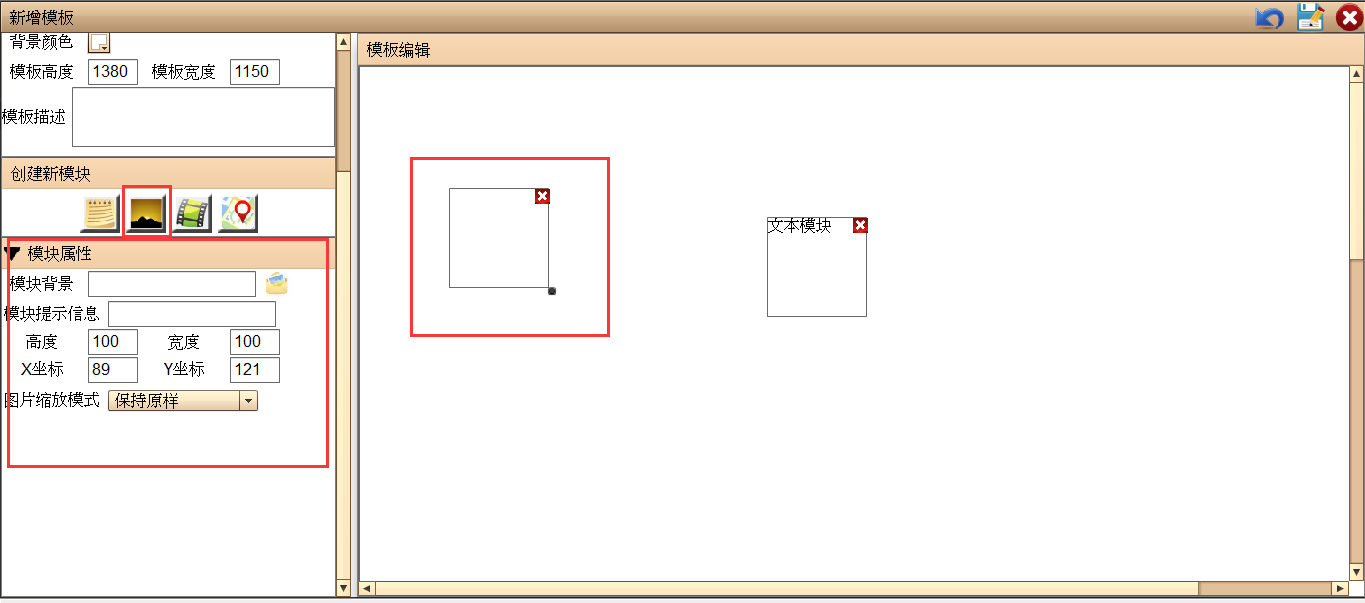 新增模板
背景颜色
模板高度 1380 模板宽度 1150
模板描述
创建新模块
模块属性
模块背景
模块提示信息
高度 100 宽度 100
X坐标 89 Y坐标 121
图片缩放模式 保持原样
模板编辑
文本模块